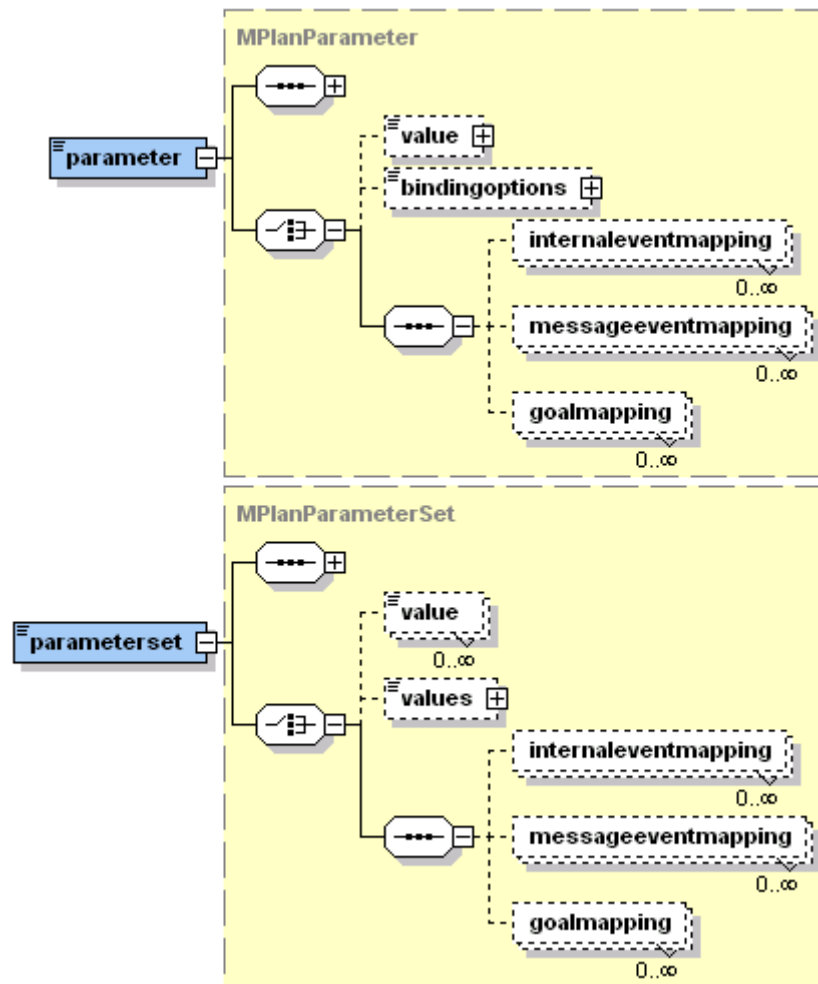 MPlanParameter
parameter
value
bindingoptions
internaleventmapping
0..∞
messageeventmapping
0..∞
goalmapping
0..∞
MPlanParameterSet
parameterset
value
0..∞
values
internaleventmapping
0..∞
messageeventmapping
0..∞
goalmapping
0..∞